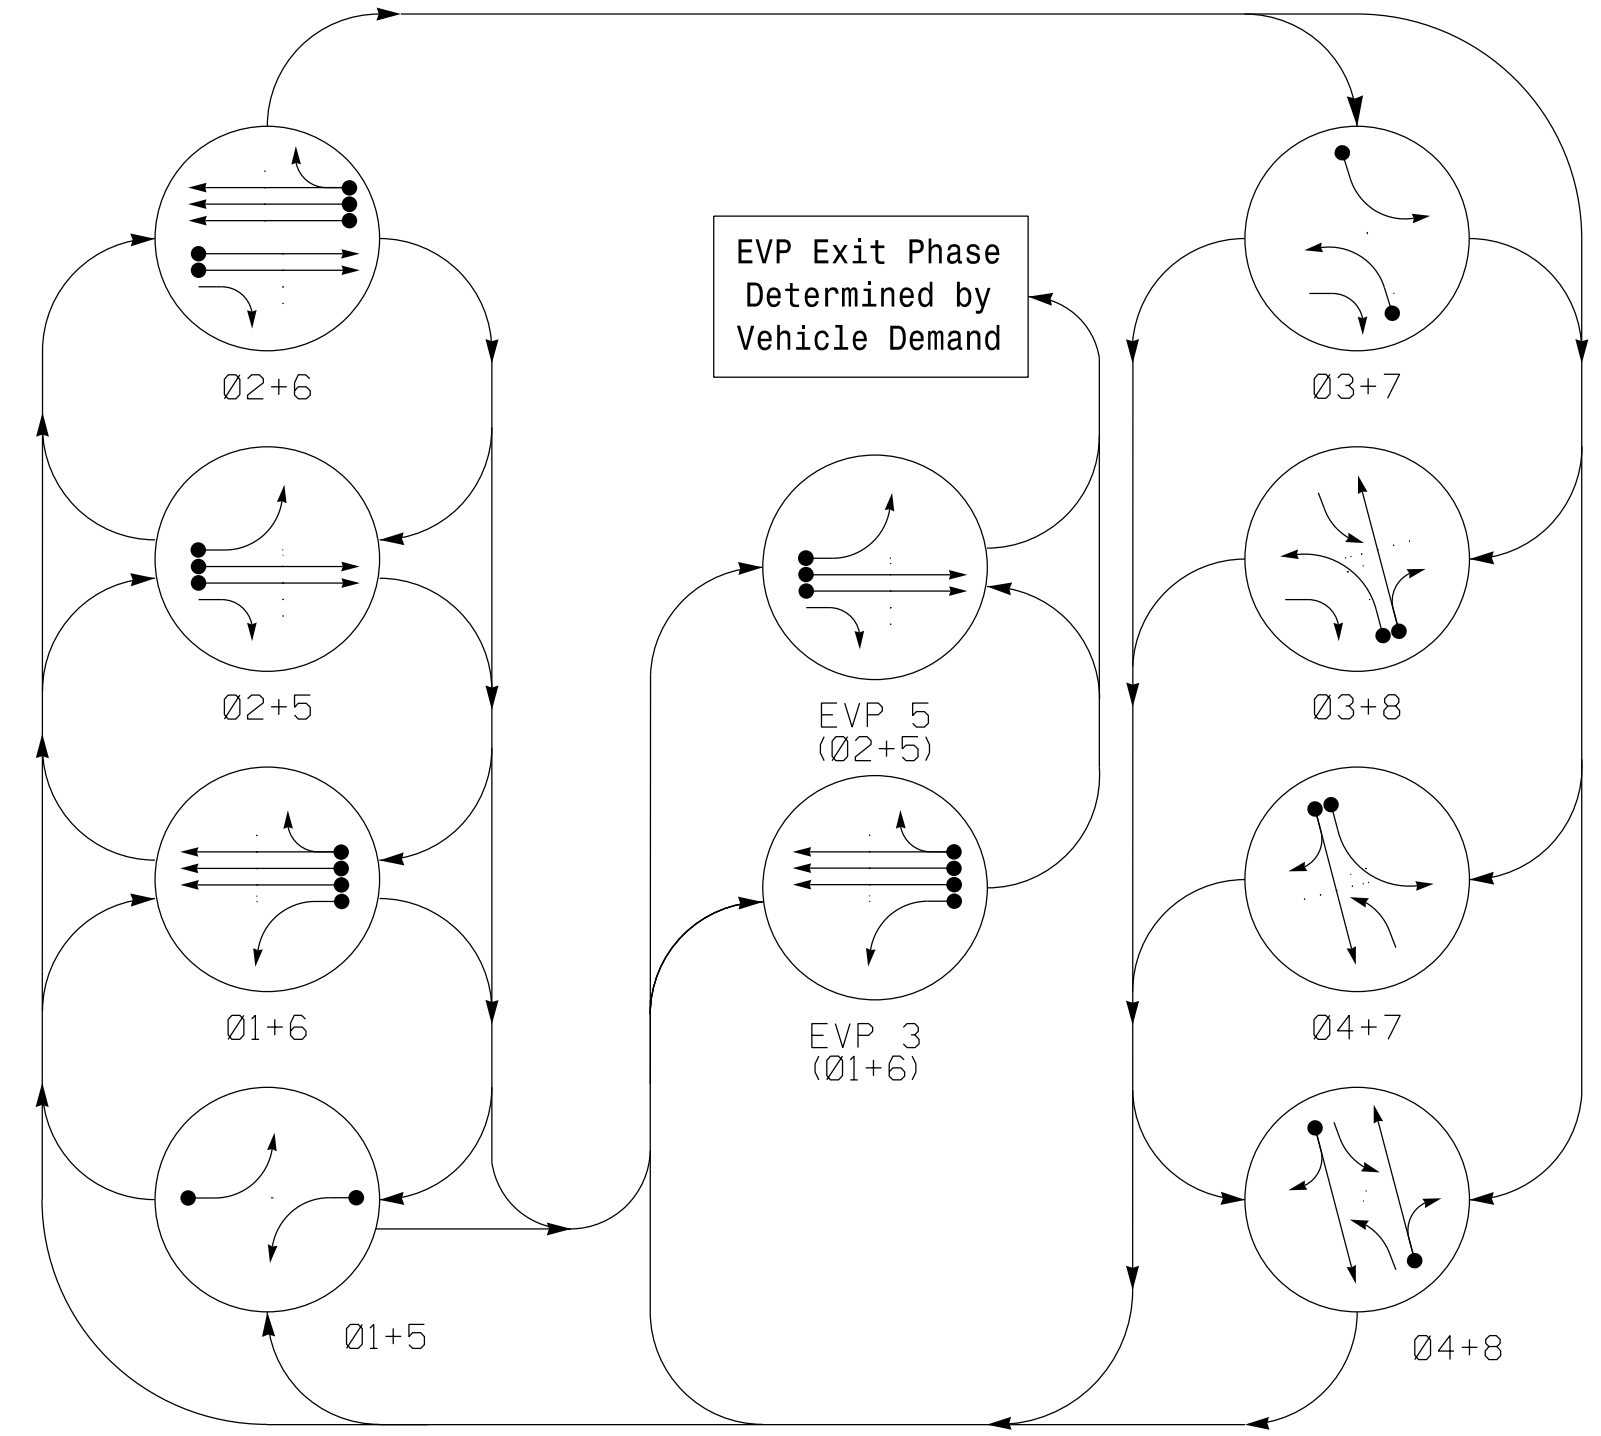 EVP Exit Phase
Determined by
Vehicle Demand
Ø2+6
Ø3+7
Ø2+5
EVP 5
(Ø2+5)
Ø3+8
Ø1+6
EVP 3
(Ø1+6)
Ø4+7
Ø1+5
Ø4+8